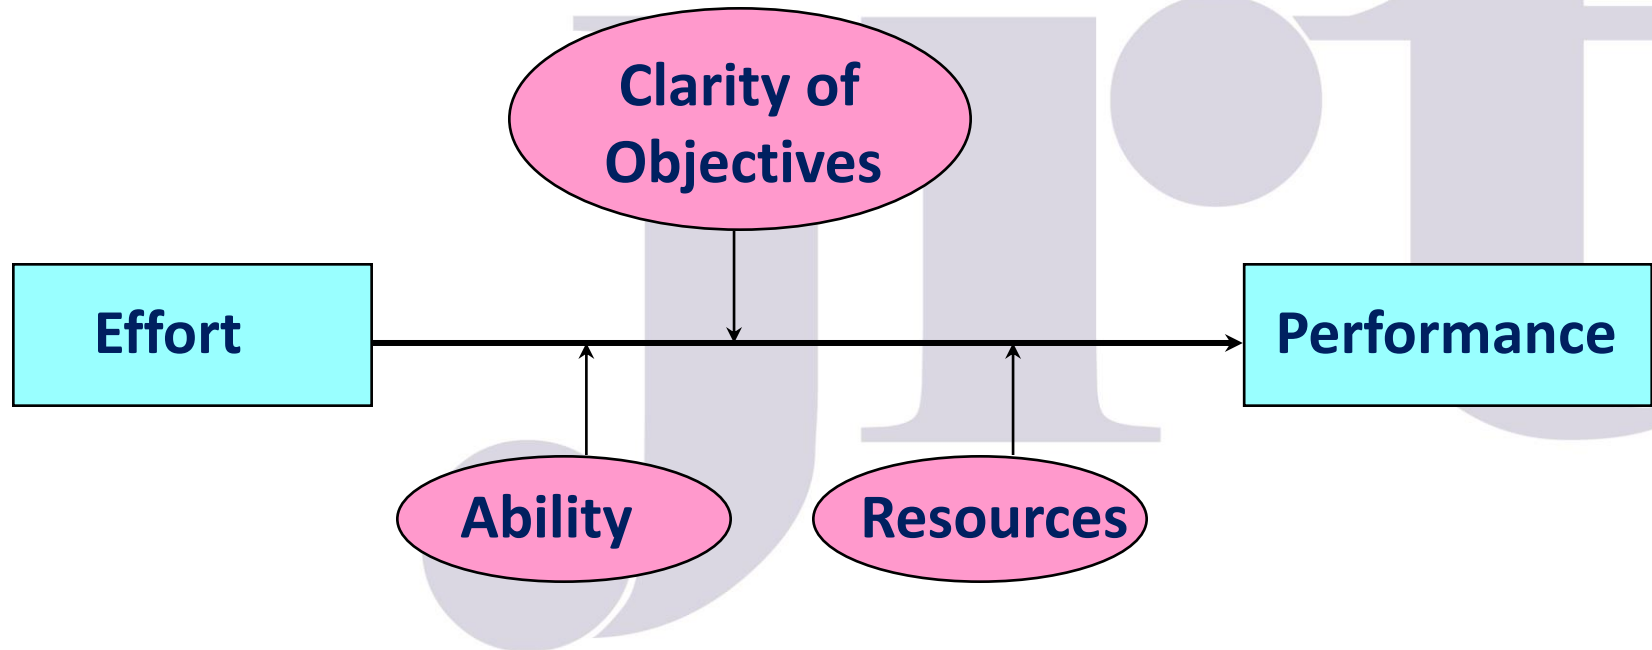 Clarity of
Objectives
Effort
Performance
Ability
Resources